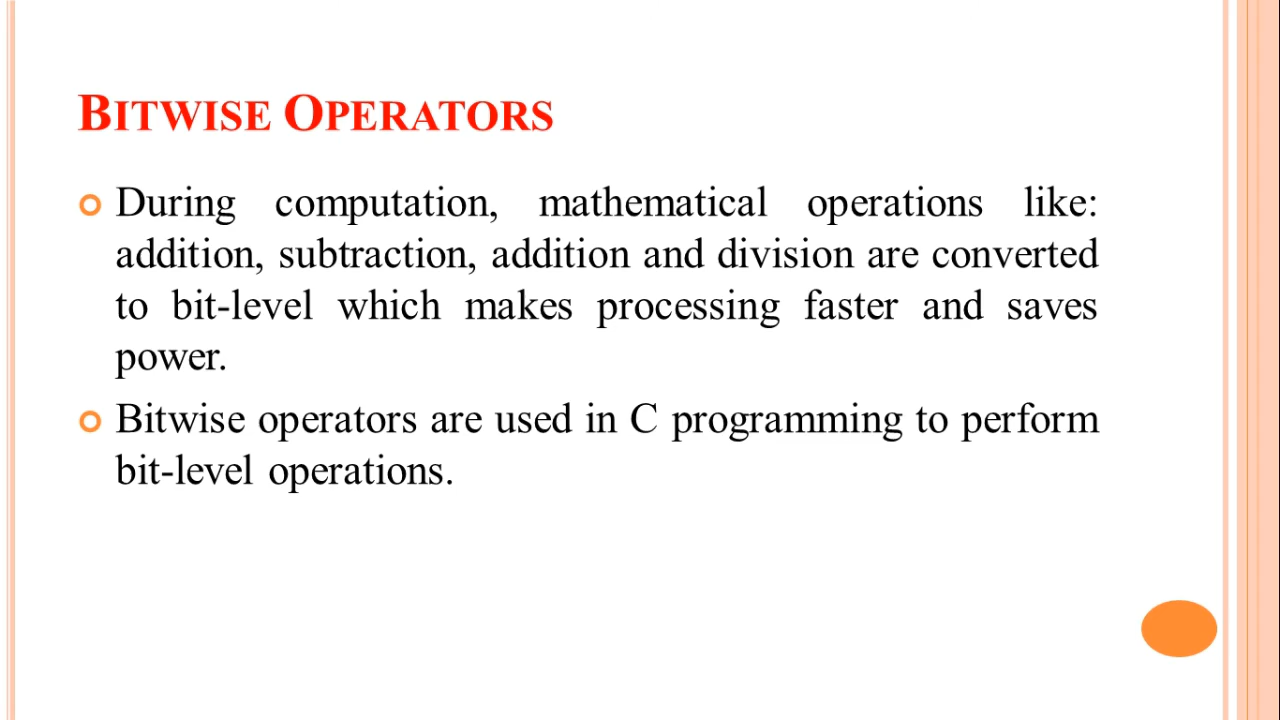 BITWISE OPERATORS
During computation, mathematical operations like:
addition, subtraction, addition and division are converted
to bit-level which makes processing faster and saves
power.
Bitwise operators are used in C programming to perform
bit-level operations.